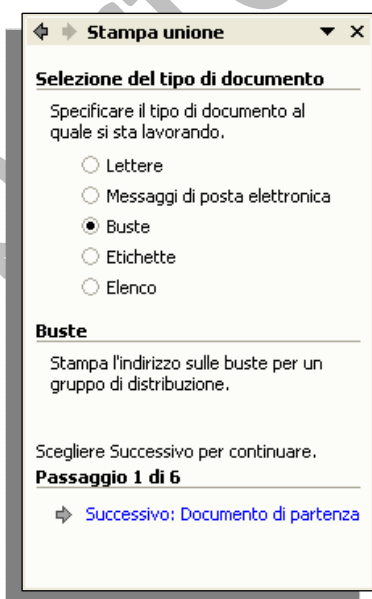 Stampa unione
Selezione del tipo di documento
Specificare il tipo di documento al
quale si sta lavorando.
Lettere
Messaggi di posta elettronica
Buste
Etichette
Elenco
Buste
Stampa l'indirizzo sulle buste per un
gruppo di distribuzione.
Scegliere Successivo per continuare.
Passaggio 1 di 6
Successivo: Documento di partenza